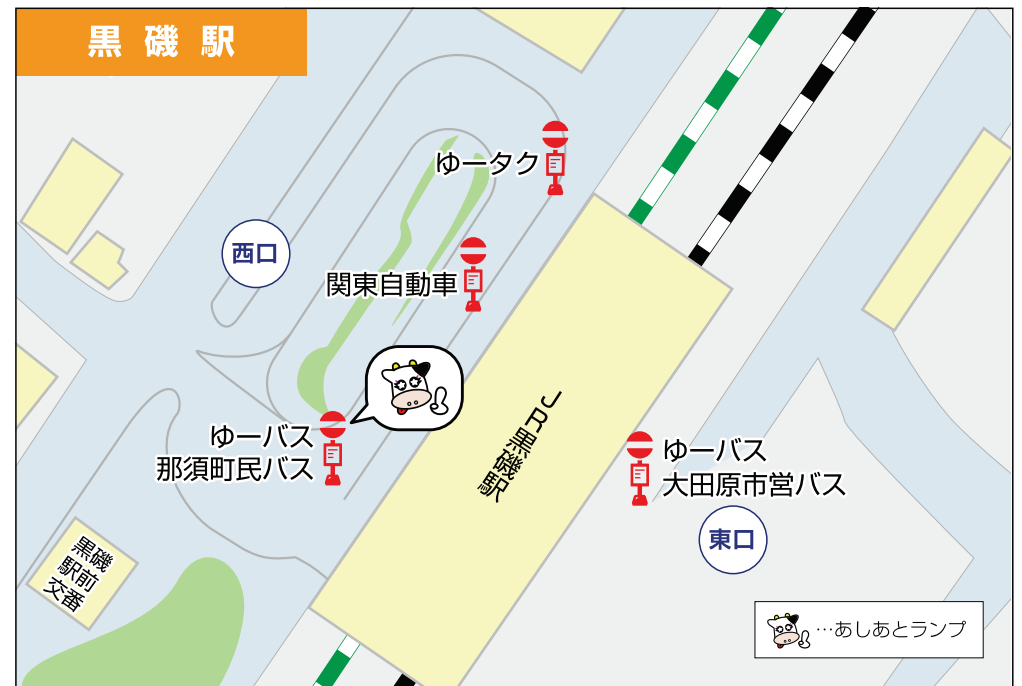 黒磯駅
ゆータク
西口
関東自動車
ゆーバス
那須町民バス
JR黒磯駅
ゆーバス
大田原市営バス
東口
黒磯
駅前
交番
…あしあとランプ